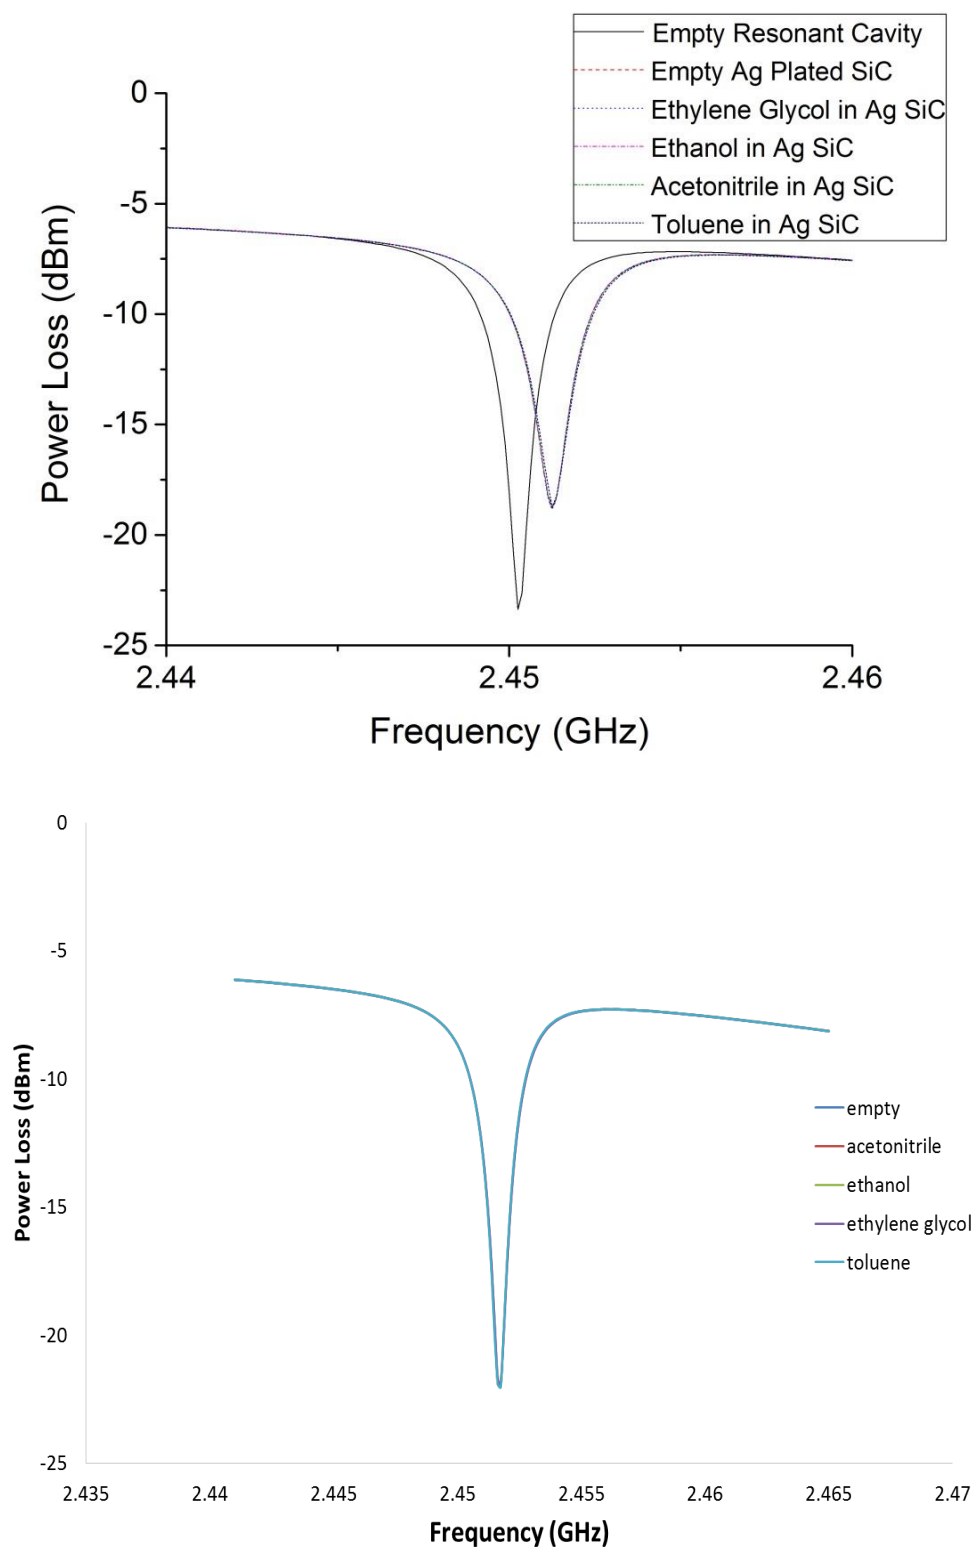 Empty Resonant Cavity
Empty Ag Plated SiC
Ethylene Glycol in Ag SiC
Ethanol in Ag SiC
Acetonitrile in Ag SiC
Toluene in Ag SiC
0
-5
-10
-15
-20
-25
Power Loss (dBm)
2.44 2.45 2.46
Frequency (GHz)
0
-5
-10
-15
-20
-25
Power Loss (dBm)
empty
acetonitrile
ethanol
ethylene glycol
toluene
2.435 2.44 2.445 2.45 2.455 2.46 2.465 2.47
Frequency (GHz)